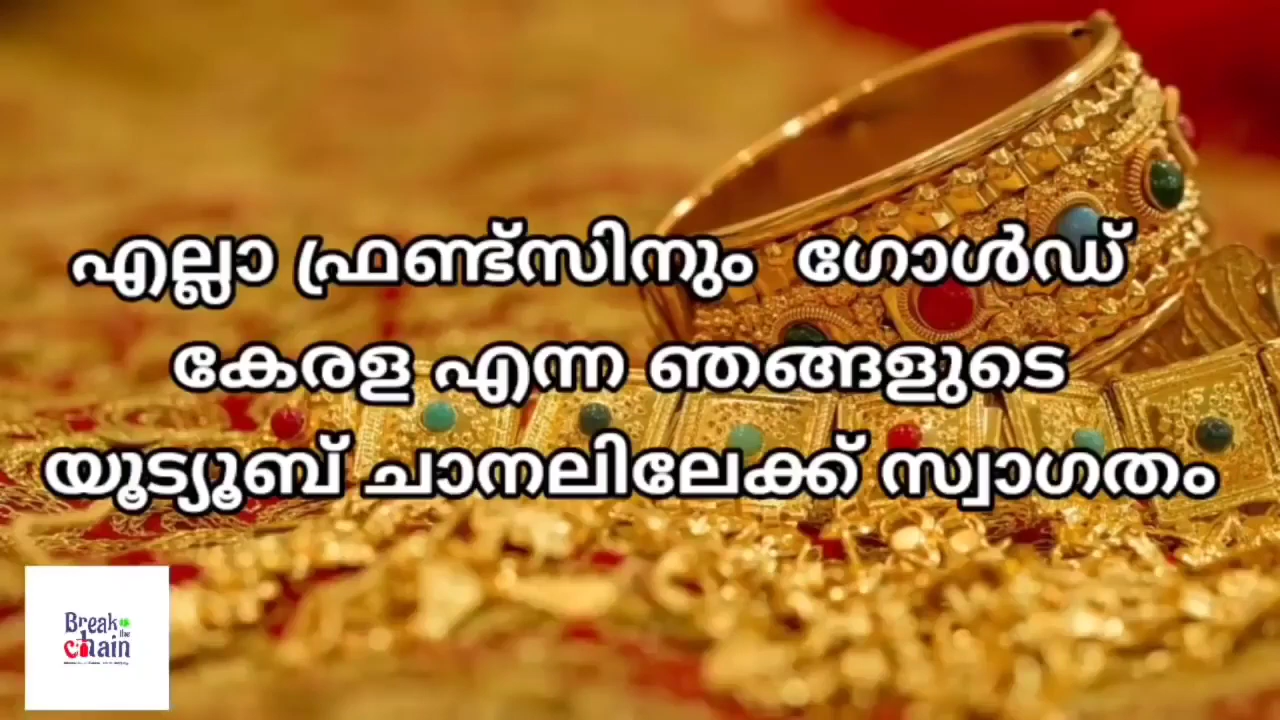 എല്ലാ ഫ്രണ്ട്സിനും ഗോൾഡ്
കേരള എന്ന ഞങ്ങളുടെ
യൂട്യൂബ് ചാനലിലേക്ക് സ്വാഗതം
Break
the
chain